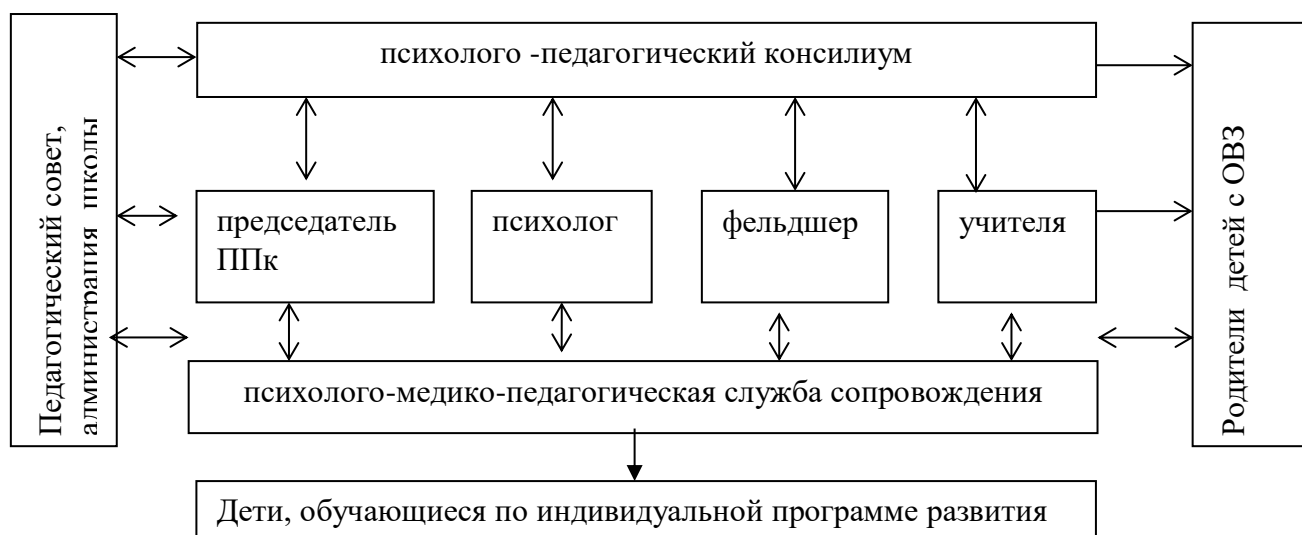 психолого -педагогический консилиум
Педагогический совет,
администрация школы
председатель
ППк
психолог
фельдшер
учителя
Родители детей с ОВЗ
психолого-медико-педагогическая служба сопровождения
Дети, обучающиеся по индивидуальной программе развития